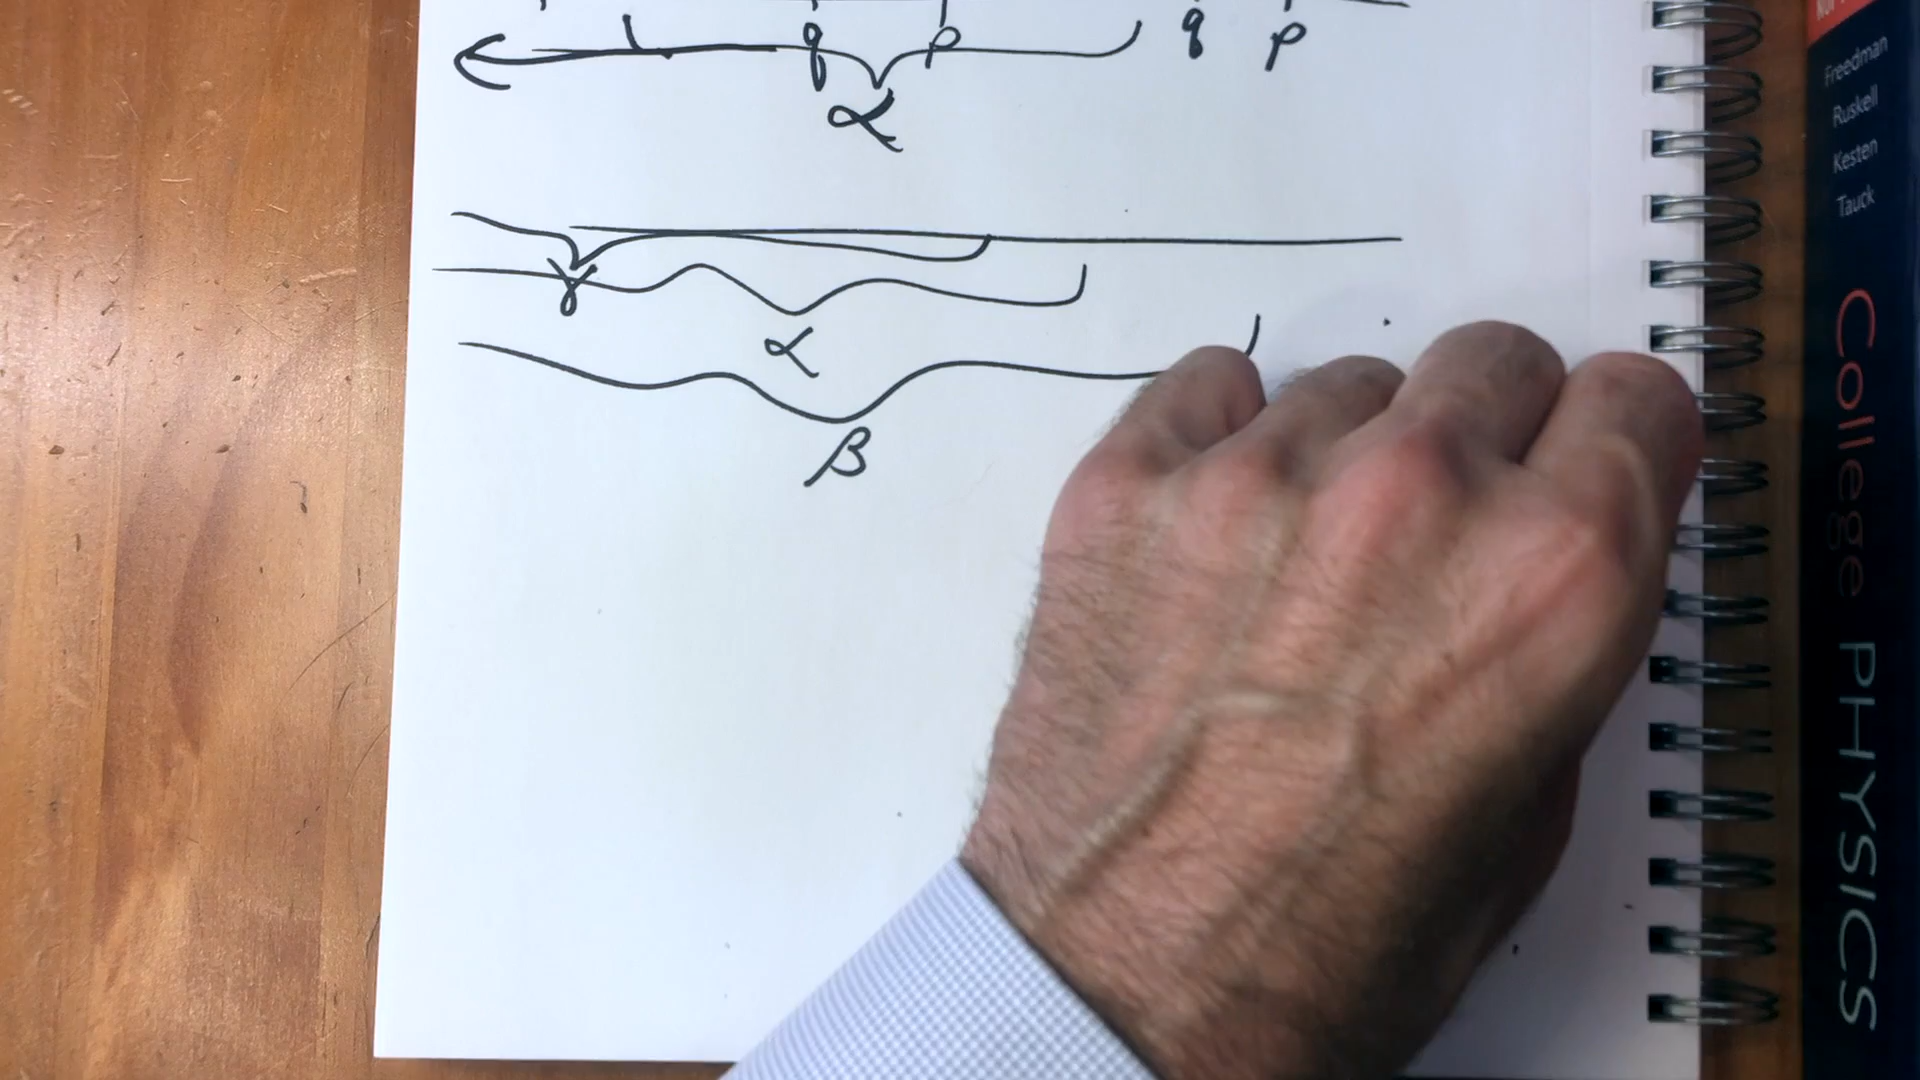 q p q p
α
γ
α
β
Freedman
Ruskell
Kesten
Tauck
College PHYSICS